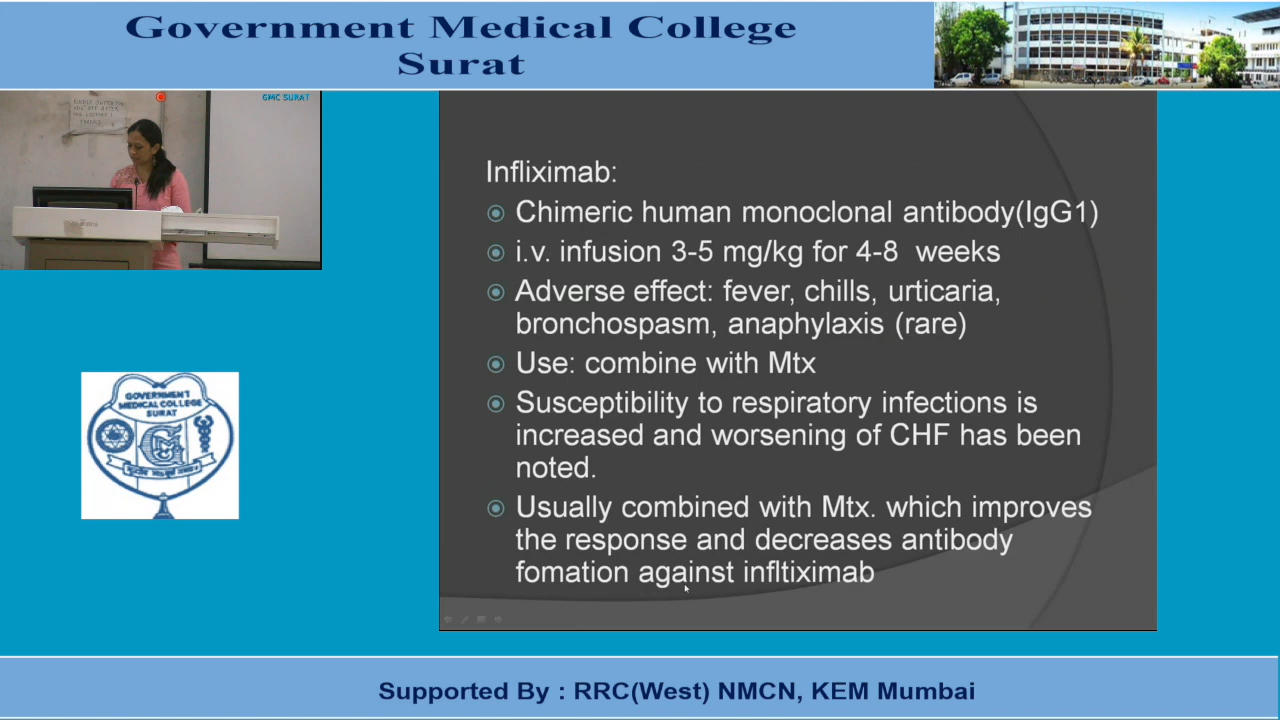 Government Medical College
Surat
GMC SURAT
Infliximab:
Chimeric human monoclonal antibody(IgG1)
i.v. infusion 3-5 mg/kg for 4-8 weeks
Adverse effect: fever, chills, urticaria,
bronchospasm, anaphylaxis (rare)
Use: combine with Mtx
Susceptibility to respiratory infections is
increased and worsening of CHF has been
noted.
Usually combined with Mtx. which improves
the response and decreases antibody
fomation against infltiximab
GOVERNMENT
MEDICAL COLLEGE
SURAT
Supported By : RRC(West) NMCN, KEM Mumbai